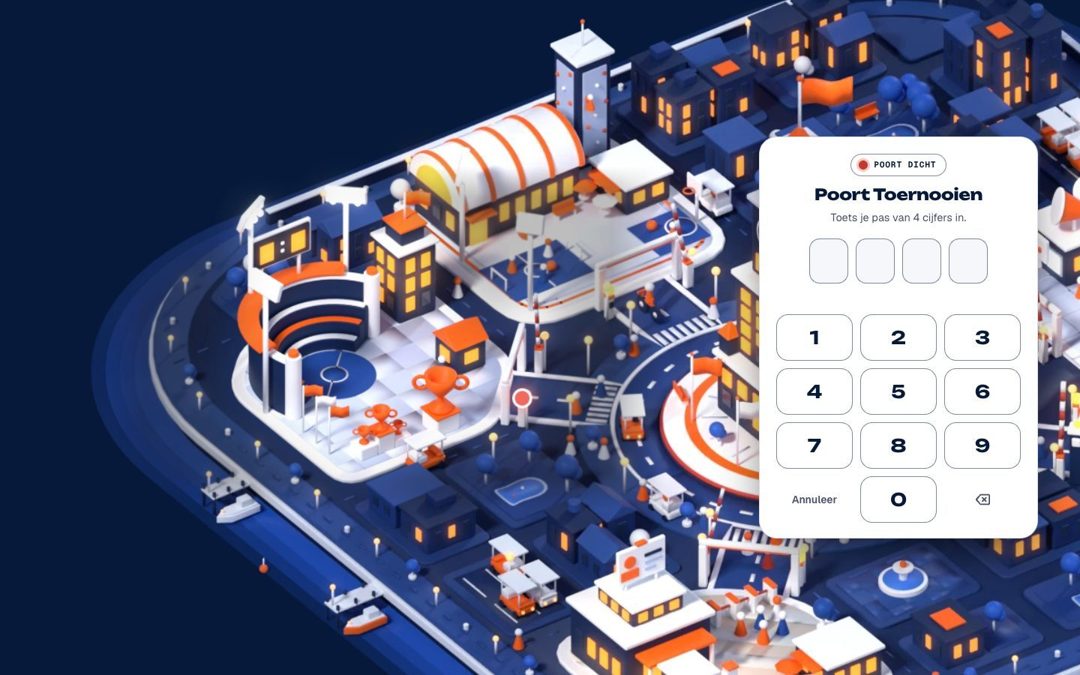 POORT DICHT
Poort Toernooien
Toets je pas van 4 cijfers in.
1 2 3
4 5 6
7 8 9
Annuleer 0